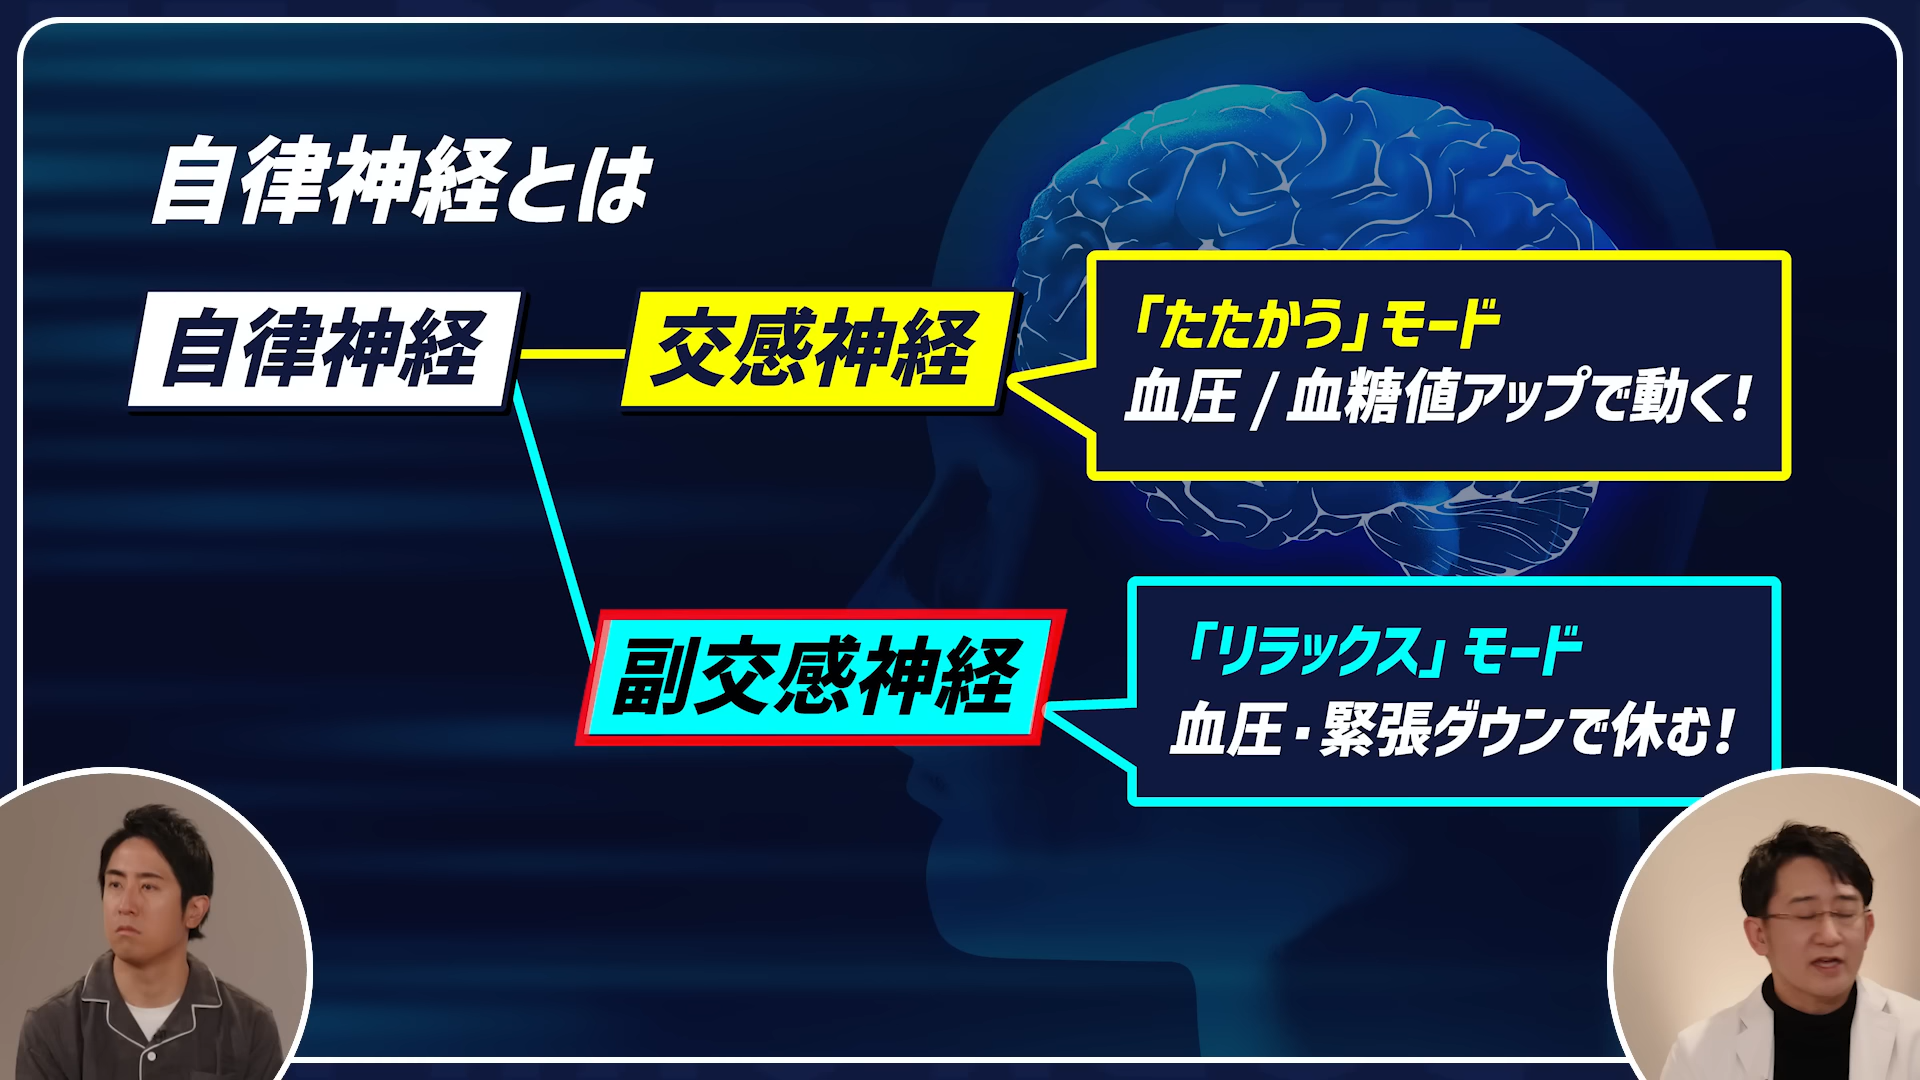 自律神経とは
自律神経
交感神経
「たたかう」モード
血圧 / 血糖値アップで動く!
副交感神経
「リラックス」モード
血圧・緊張ダウンで休む!